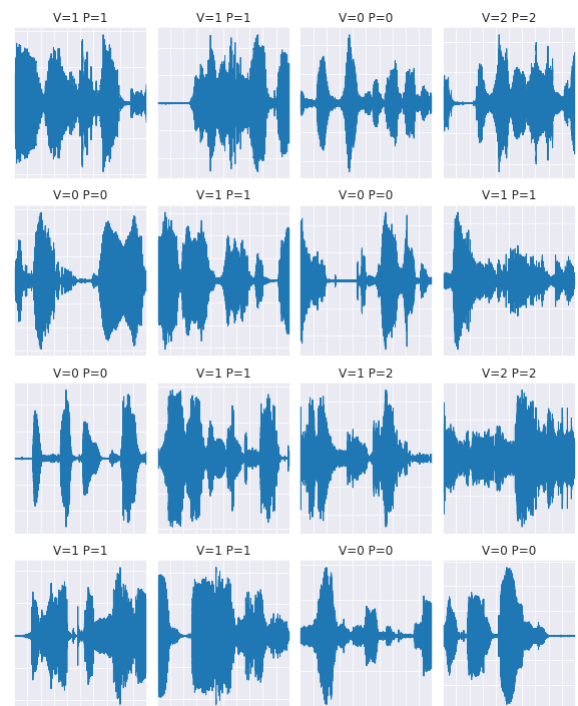 V=1 P=1 V=1 P=1 V=0 P=0 V=2 P=2
V=0 P=0 V=1 P=1 V=0 P=0 V=1 P=1
V=0 P=0 V=1 P=1 V=1 P=2 V=2 P=2
V=1 P=1 V=1 P=1 V=0 P=0 V=0 P=0